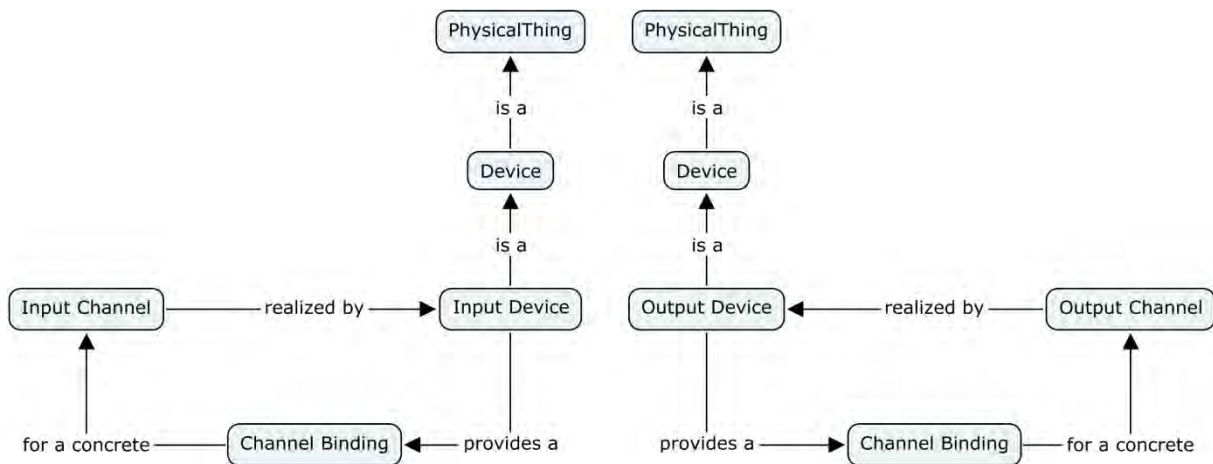 PhysicalThing PhysicalThing
is a is a
Device Device
is a is a
Input Channel realized by Input Device Output Device realized by Output Channel
for a concrete Channel Binding provides a provides a Channel Binding for a concrete